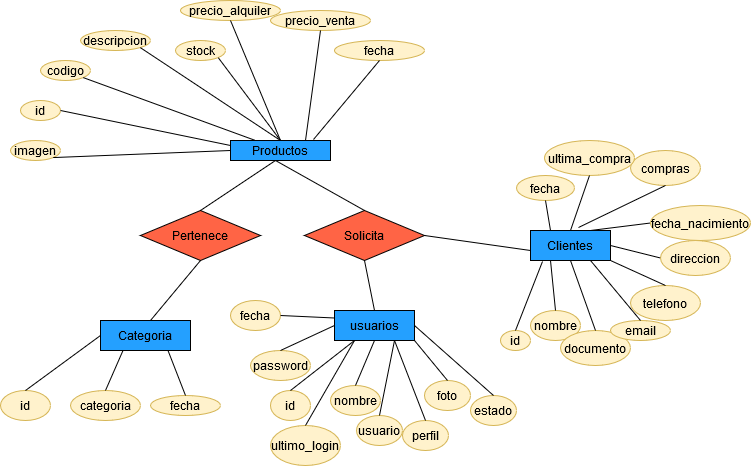 precio_alquiler
precio_venta
descripcion
stock
fecha
codigo
id
imagen
Productos
ultima_compra
compras
fecha
fecha_nacimiento
Pertenece
Solicita
Clientes
direccion
telefono
fecha
usuarios
nombre
email
Categoria
id
documento
password
foto
nombre
id
categoria
fecha
id
estado
usuario
perfil
ultimo_login